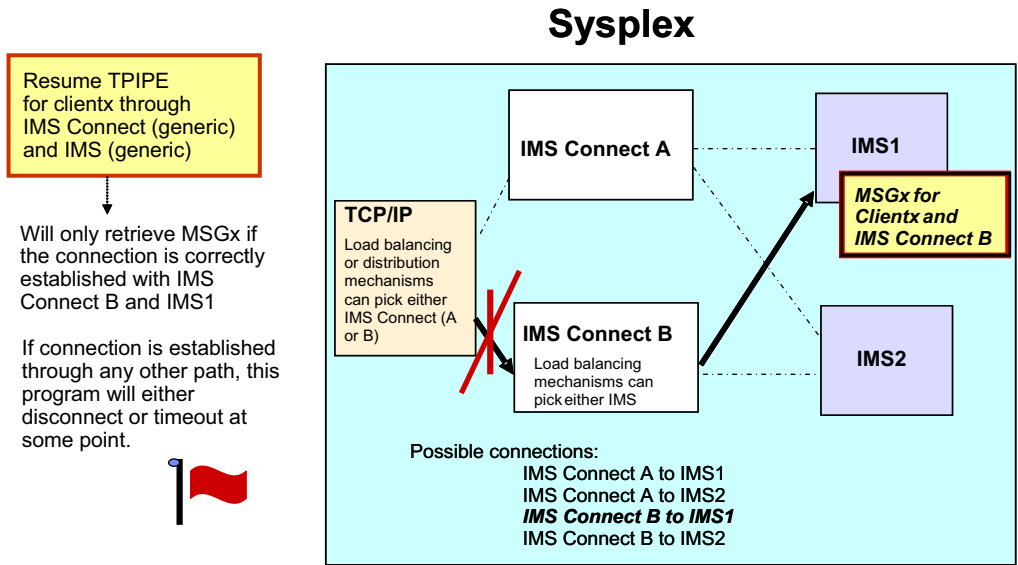 Sysplex
Resume TPIPE
for clientx through
IMS Connect (generic)
and IMS (generic)
Will only retrieve MSGx if
the connection is correctly
established with IMS
Connect B and IMS1
If connection is established
through any other path, this
program will either
disconnect or timeout at
some point.
IMS Connect A
IMS1
MSGx for
Clientx and
IMS Connect B
TCP/IP
Load balancing
or distribution
mechanisms
can pick either
IMS Connect (A
or B)
IMS Connect B
Load balancing
mechanisms can
pick either IMS
IMS2
Possible connections:
IMS Connect A to IMS1
IMS Connect A to IMS2
IMS Connect B to IMS1
IMS Connect B to IMS2